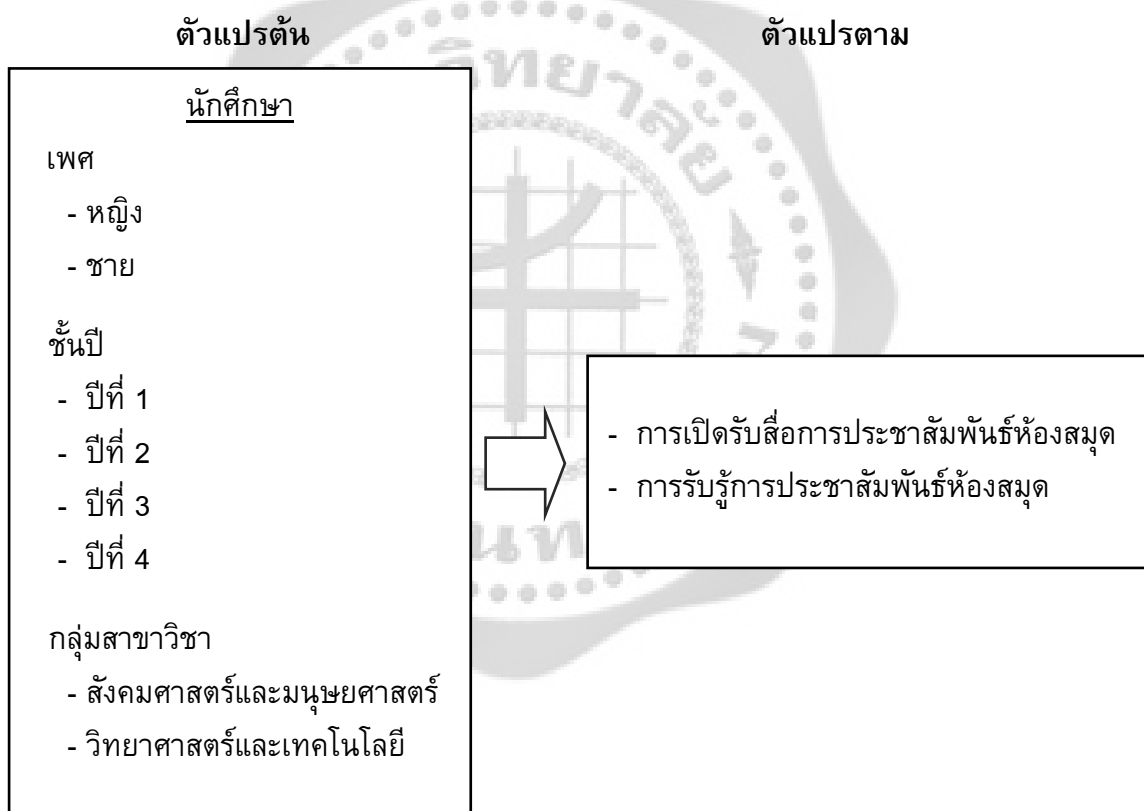 ตัวแปรต้น
ตัวแปรตาม
นักศึกษา
เพศ
- หญิง
- ชาย
ชั้นปี
- ปีที่ 1
- ปีที่ 2
- ปีที่ 3
- ปีที่ 4
กลุ่มสาขาวิชา
- สังคมศาสตร์และมนุษยศาสตร์
- วิทยาศาสตร์และเทคโนโลยี
- การเปิดรับสื่อการประชาสัมพันธ์ห้องสมุด
- การรับรู้การประชาสัมพันธ์ห้องสมุด